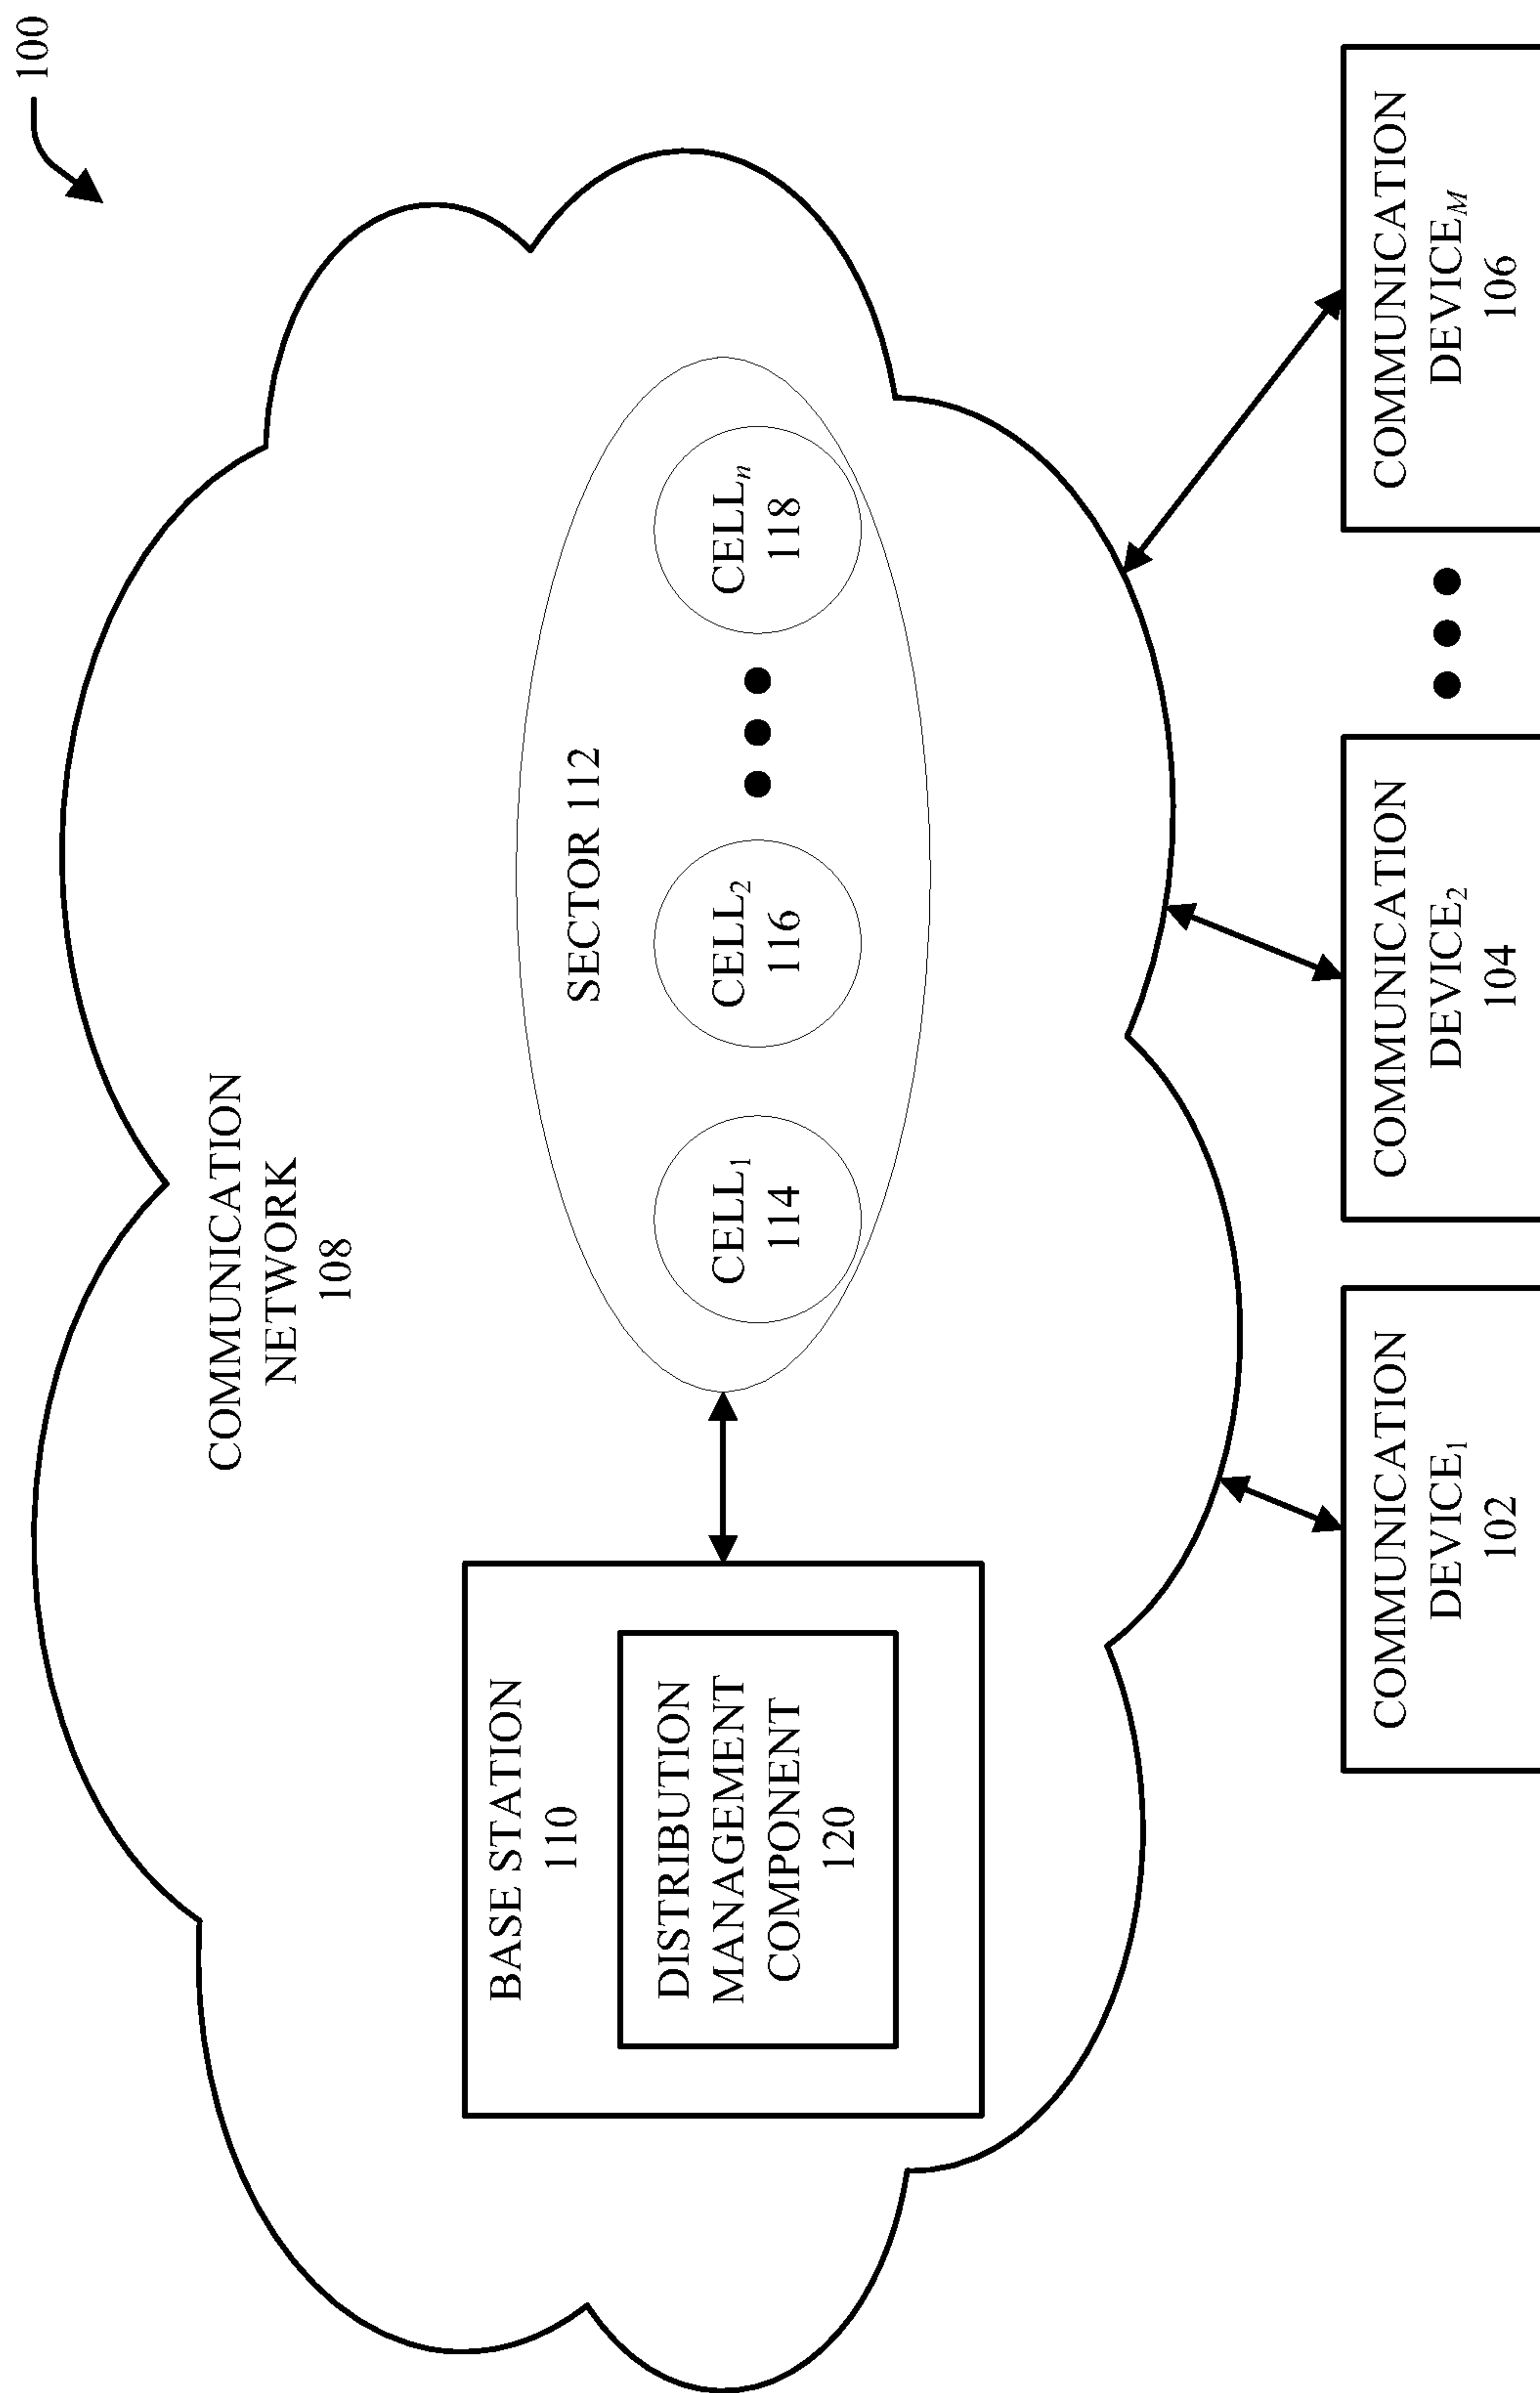 100
COMMUNICATION
NETWORK
108
BASE STATION
110
DISTRIBUTION
MANAGEMENT
COMPONENT
120
SECTOR 112
CELL1
114
CELL2
116
CELLn
118
COMMUNICATION
DEVICE1
102
COMMUNICATION
DEVICE2
104
COMMUNICATION
DEVICEM
106